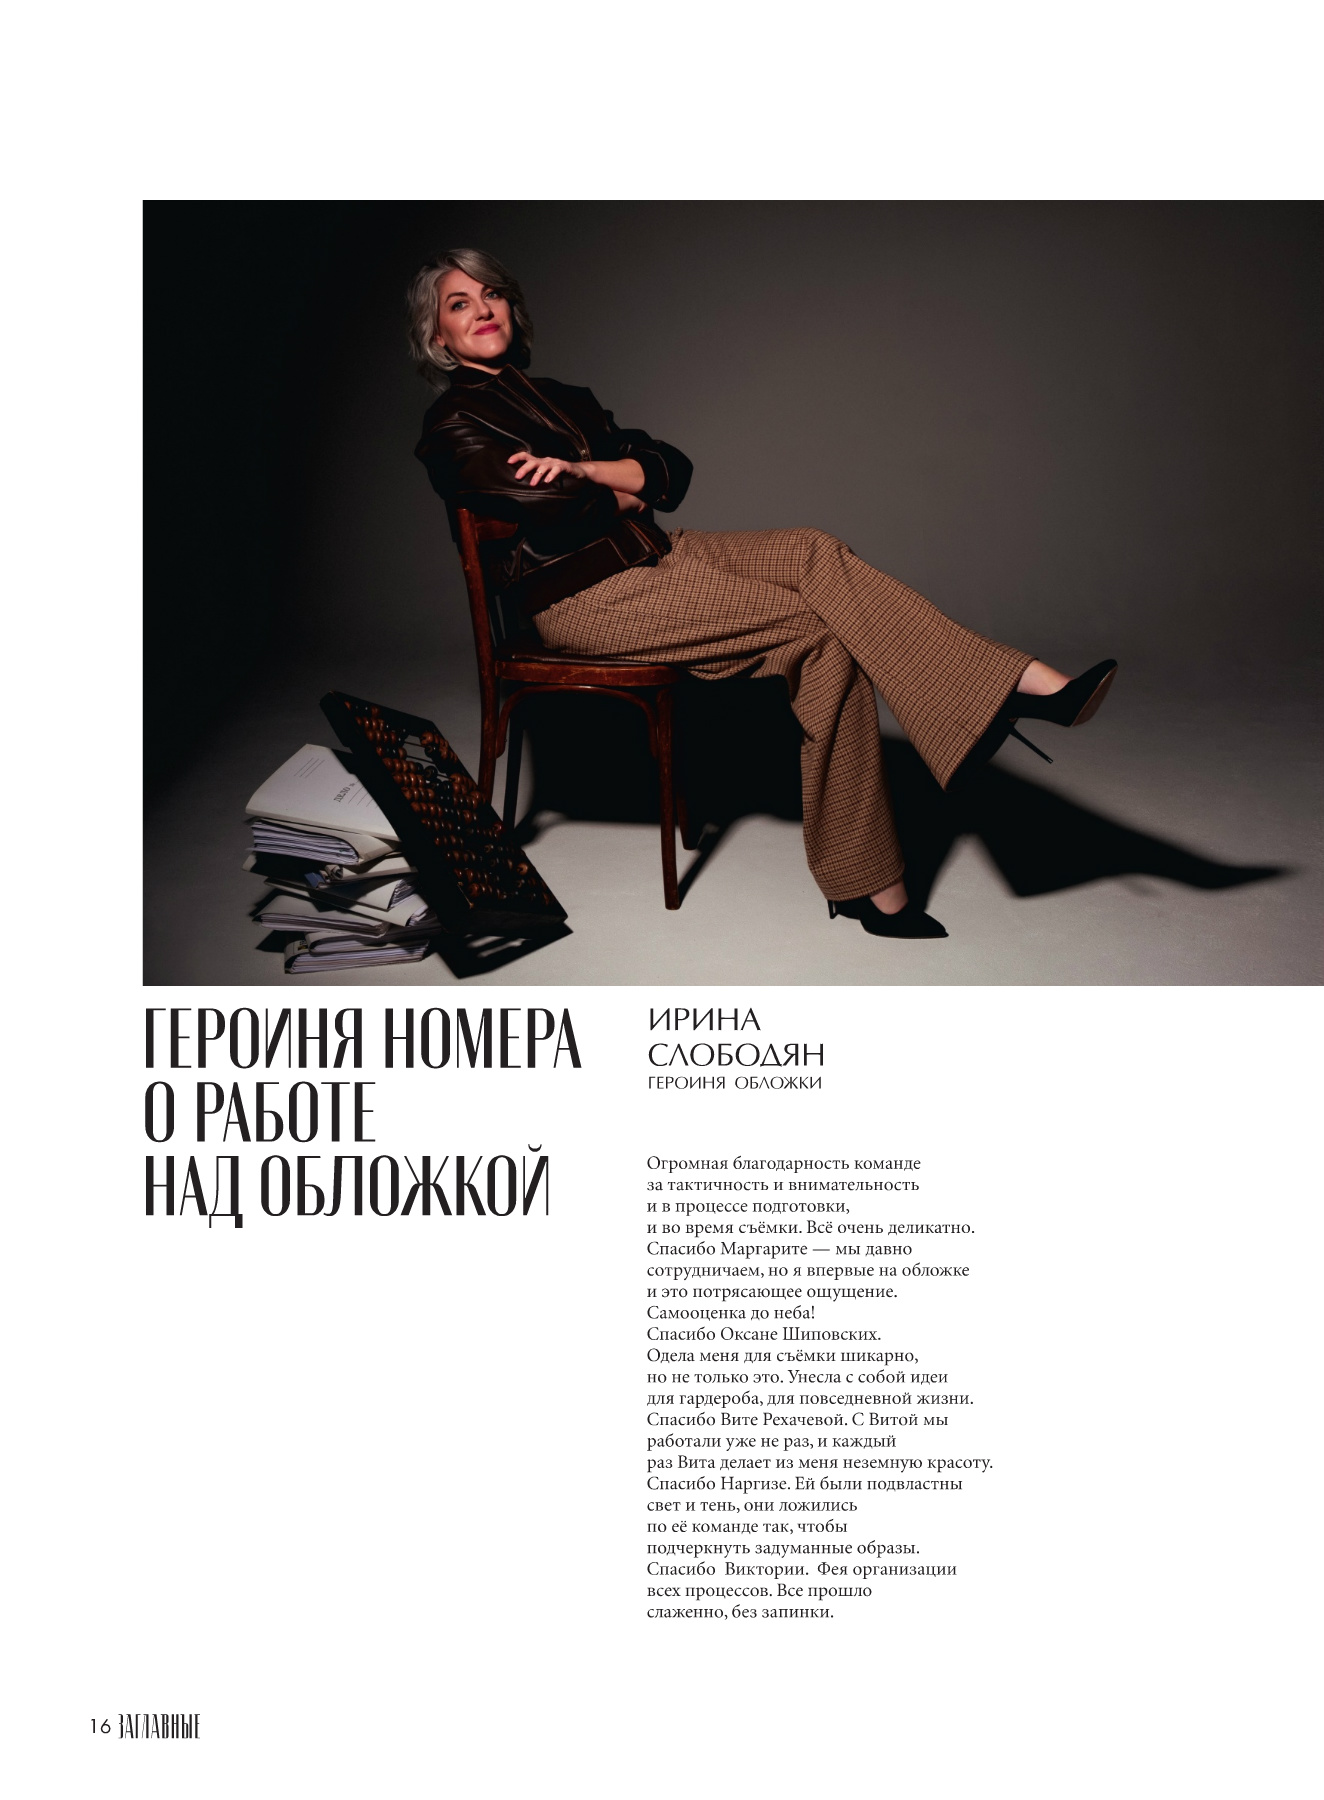 ДЕЛО №
ГЕРОИНЯ НОМЕРА
О РАБОТЕ
НАД ОБЛОЖКОЙ
ИРИНА
СЛОБОДЯН
ГЕРОИНЯ ОБЛОЖКИ
Огромная благодарность команде
за тактичность и внимательность
и в процессе подготовки,
и во время съёмки. Всё очень деликатно.
Спасибо Маргарите — мы давно
сотрудничаем, но я впервые на обложке
и это потрясающее ощущение.
Самооценка до неба!
Спасибо Оксане Шиповских.
Одела меня для съёмки шикарно,
но не только это. Унесла с собой идеи
для гардероба, для повседневной жизни.
Спасибо Вите Рехачевой. С Витой мы
работали уже не раз, и каждый
раз Вита делает из меня неземную красоту.
Спасибо Наргизе. Ей были подвластны
свет и тень, они ложились
по её команде так, чтобы
подчеркнуть задуманные образы.
Спасибо Виктории. Фея организации
всех процессов. Все прошло
слаженно, без запинки.
16 ЗАГЛАВНЫЕ